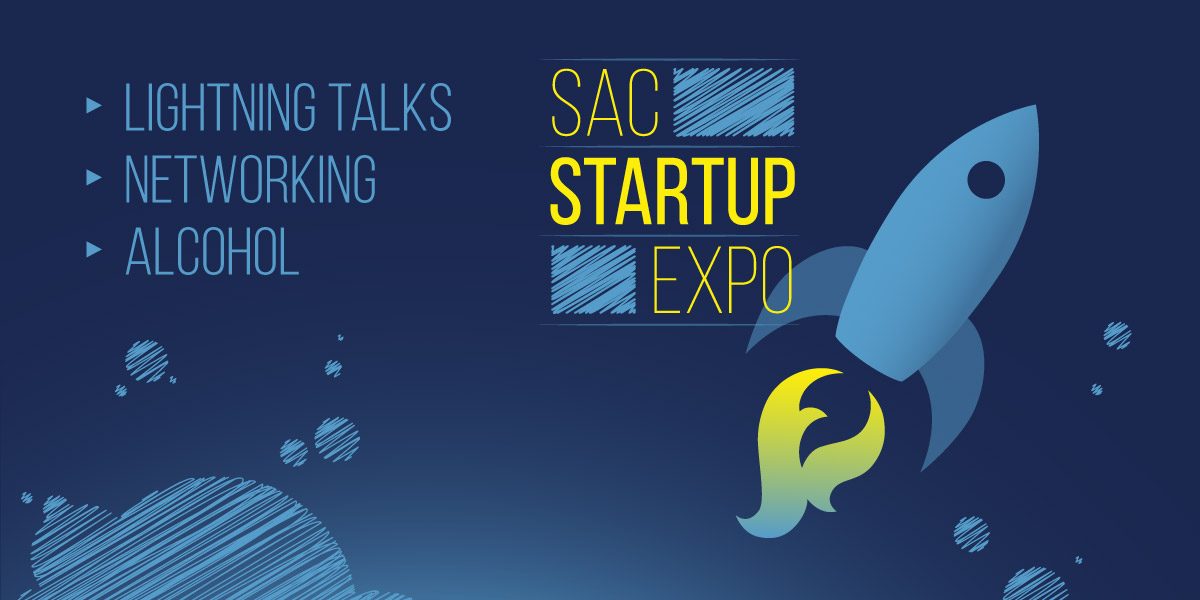 LIGHTNING TALKS
NETWORKING
ALCOHOL
SAC
STARTUP
EXPO